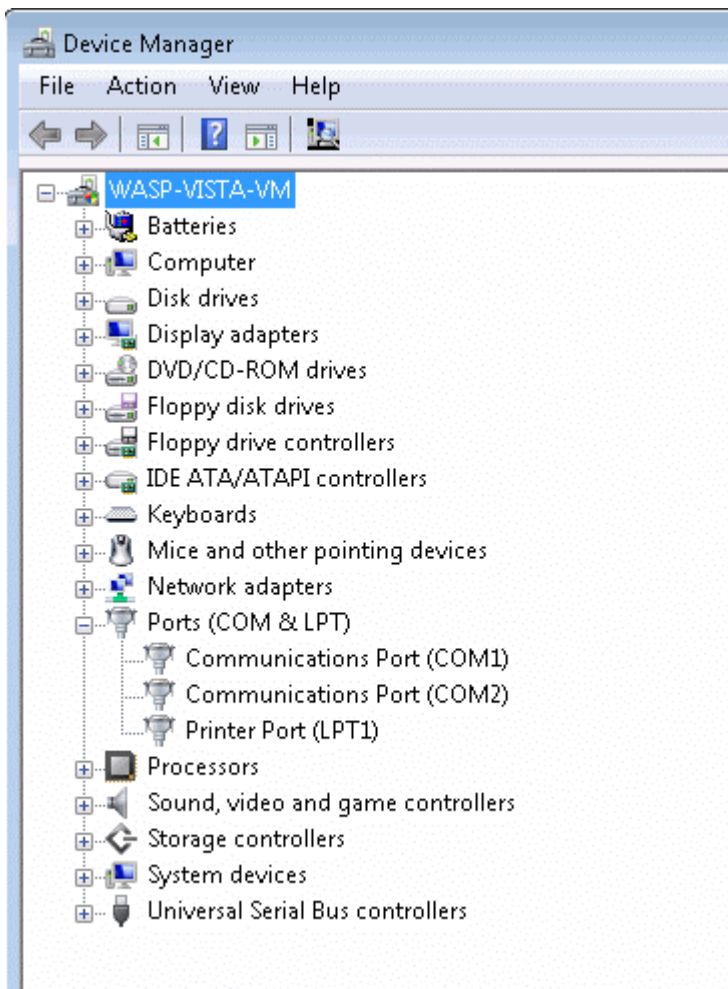 Device Manager
File Action View Help
WASP-VISTA-VM
Batteries
Computer
Disk drives
Display adapters
DVD/CD-ROM drives
Floppy disk drives
Floppy drive controllers
IDE ATA/ATAPI controllers
Keyboards
Mice and other pointing devices
Network adapters
Ports (COM & LPT)
Communications Port (COM1)
Communications Port (COM2)
Printer Port (LPT1)
Processors
Sound, video and game controllers
Storage controllers
System devices
Universal Serial Bus controllers